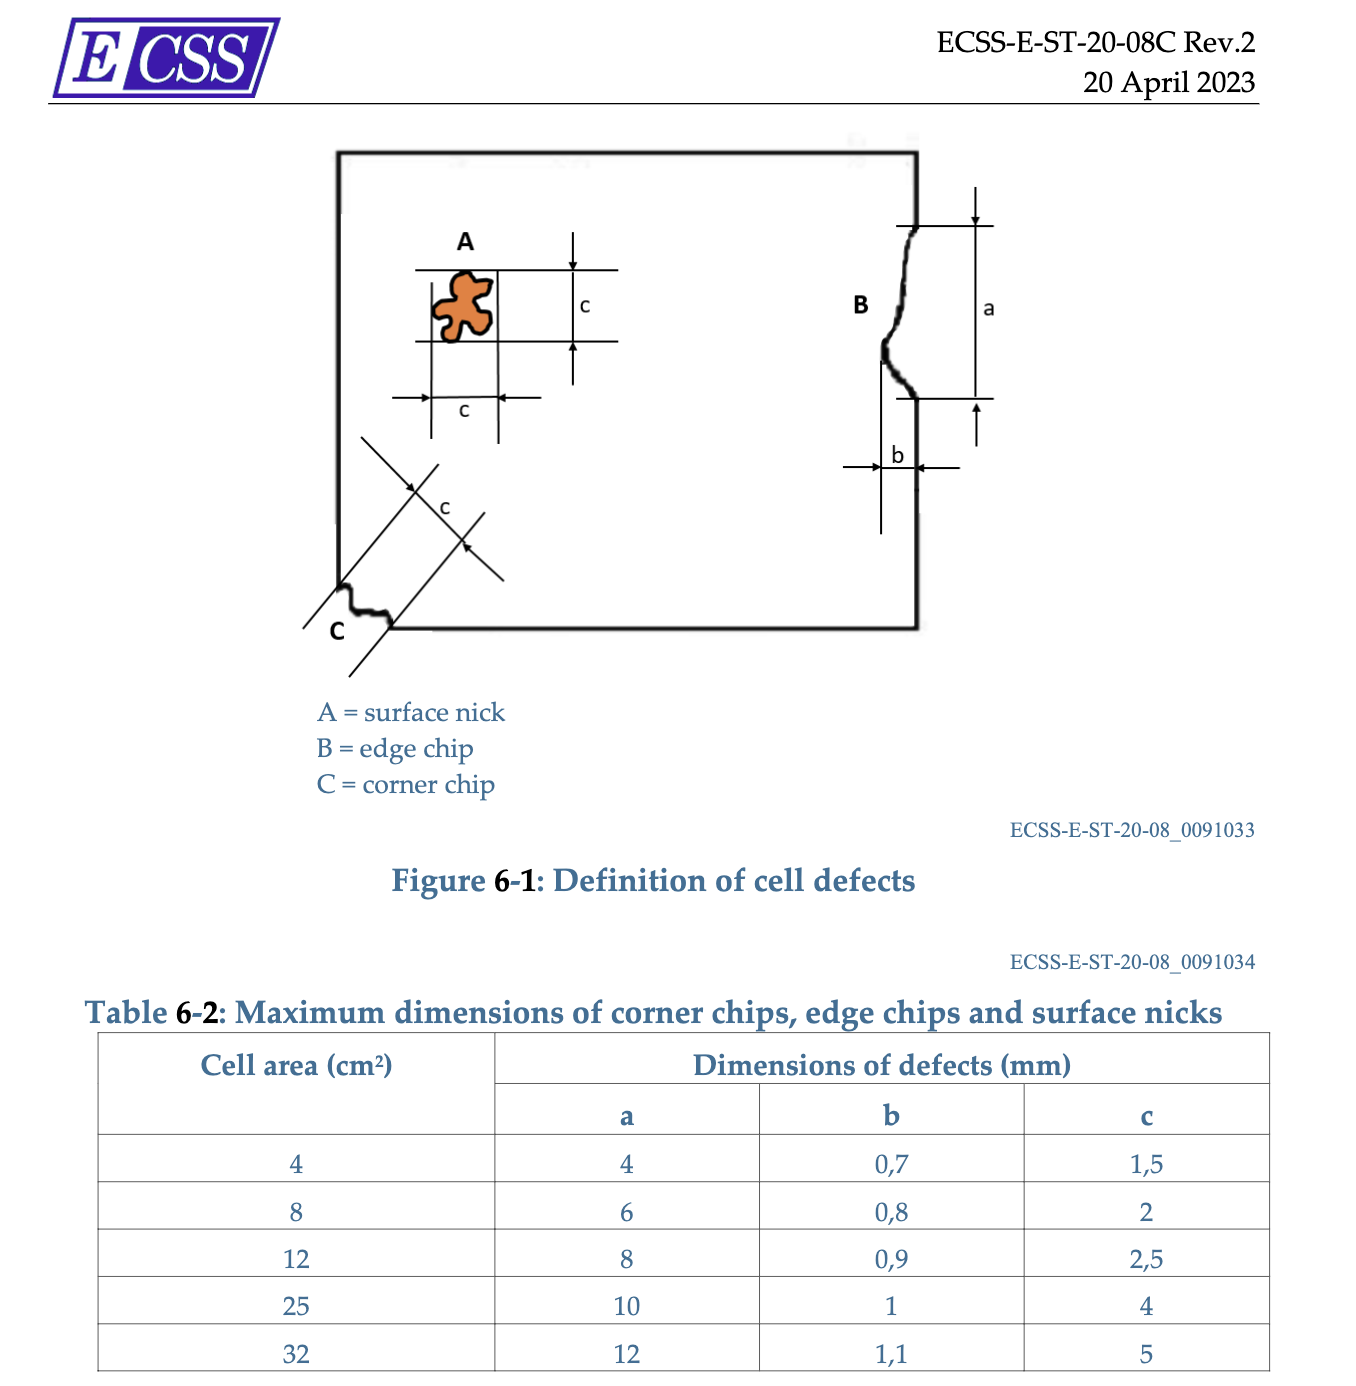 ECSS
ECSS-E-ST-20-08C Rev.2
20 April 2023
A
c
B
a
c
b
c
C
A = surface nick
B = edge chip
C = corner chip
ECSS-E-ST-20-08_0091033
Figure 6-1: Definition of cell defects
ECSS-E-ST-20-08_0091034
Table 6-2: Maximum dimensions of corner chips, edge chips and surface nicks
Cell area (cm²) Dimensions of defects (mm)
a b c
4 4 0,7 1,5
8 6 0,8 2
12 8 0,9 2,5
25 10 1 4
32 12 1,1 5